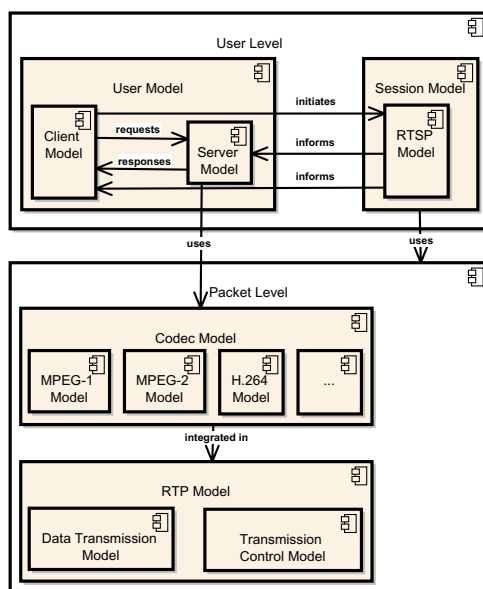 User Level
User Model
Session Model
initiates
Client
Model
requests
Server
Model
informs
RTSP
Model
responses
informs
uses
uses
Packet Level
Codec Model
MPEG-1
Model
MPEG-2
Model
H.264
Model
...
integrated in
RTP Model
Data Transmission
Model
Transmission
Control Model